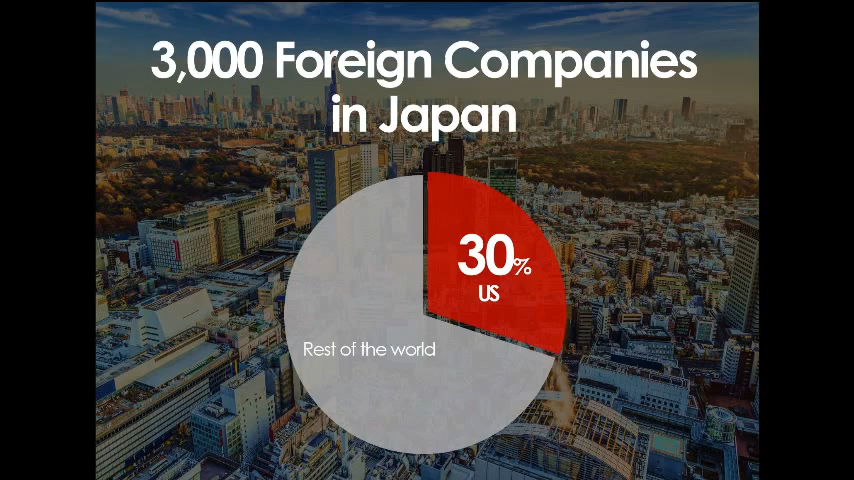 3,000 Foreign Companies
in Japan
30%
US
Rest of the world